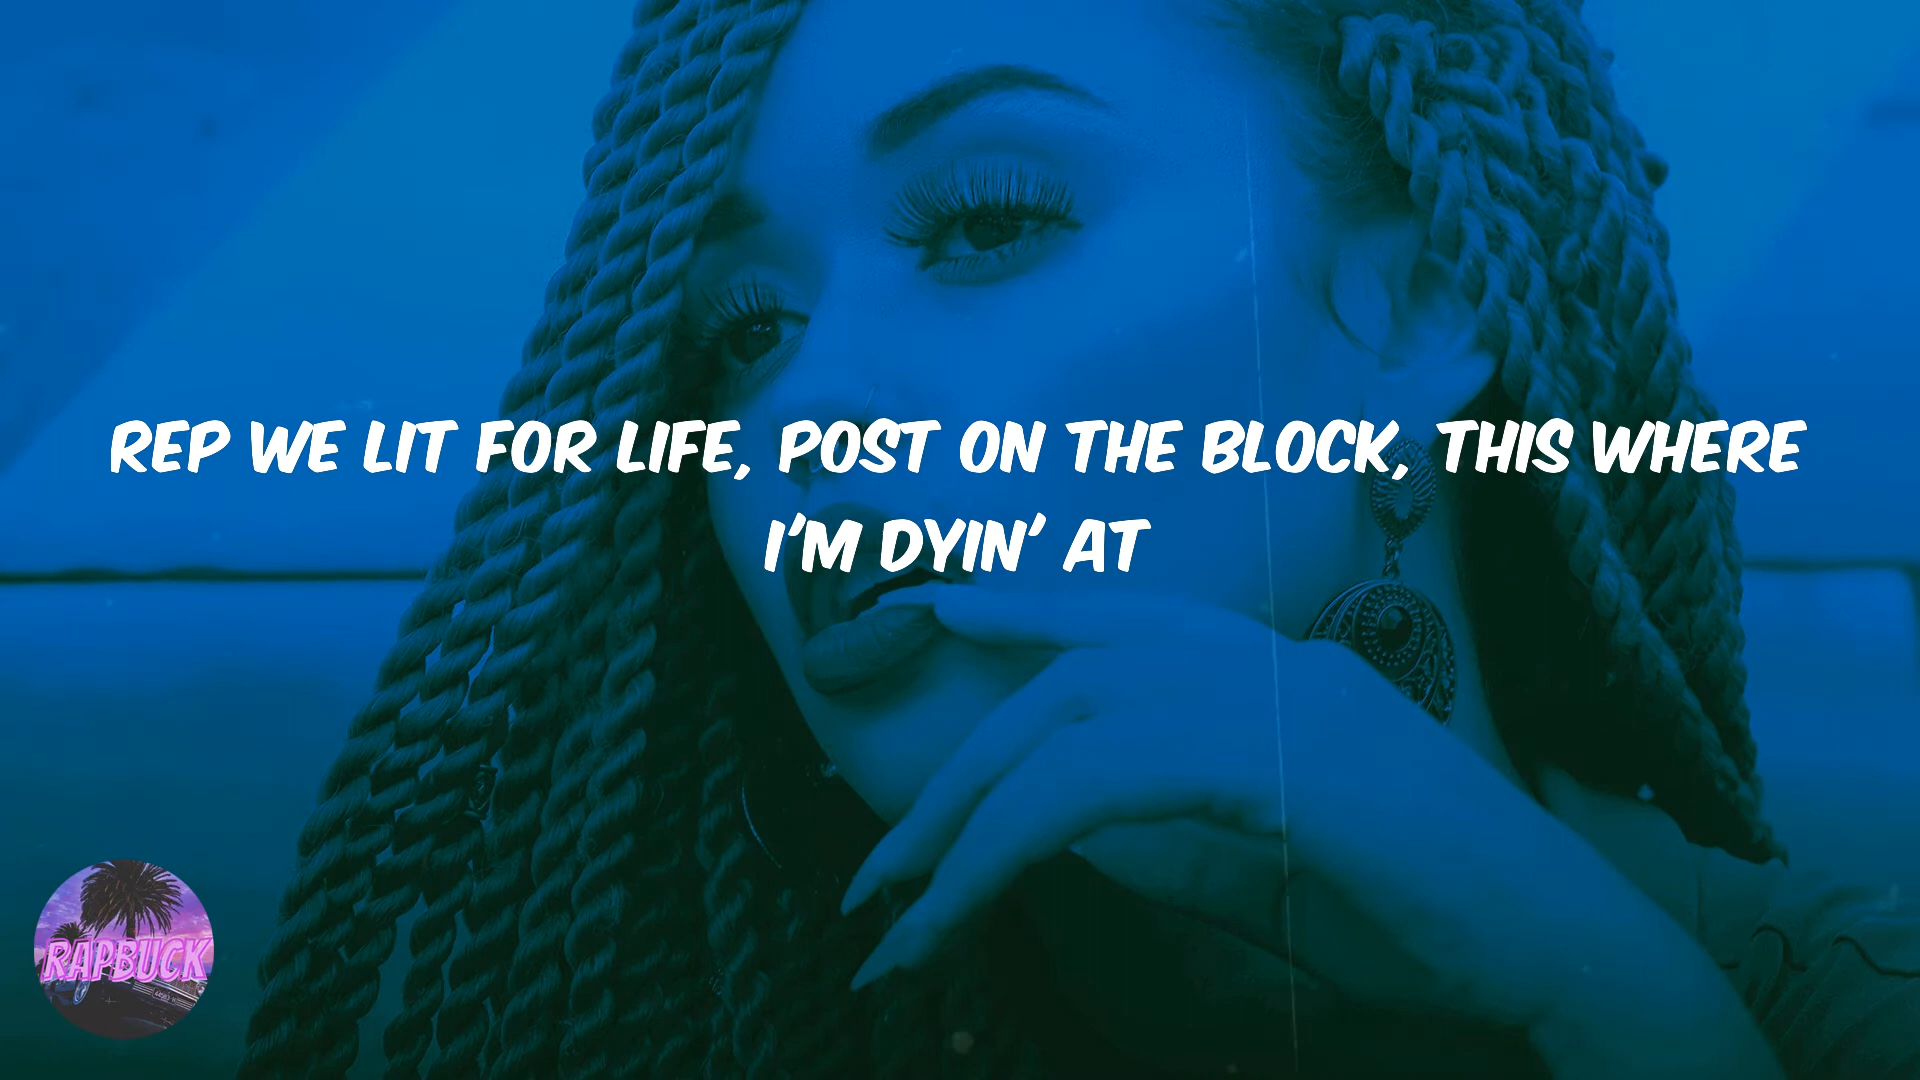 REP WE LIT FOR LIFE, POST ON THE BLOCK, THIS WHERE
I'M DYIN' AT
RAPBUCK